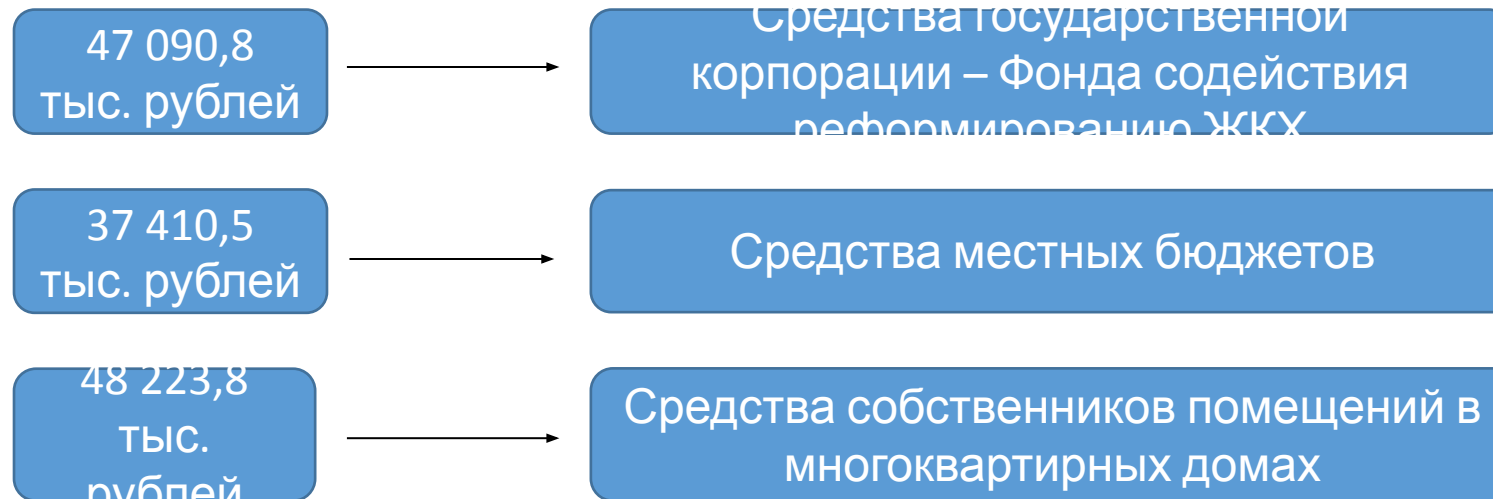 47 090,8
тыс. рублей
Средства государственной
корпорации – Фонда содействия
реформированию ЖКХ
37 410,5
тыс. рублей
Средства местных бюджетов
48 223,8
тыс.
рублей
Средства собственников помещений в
многоквартирных домах